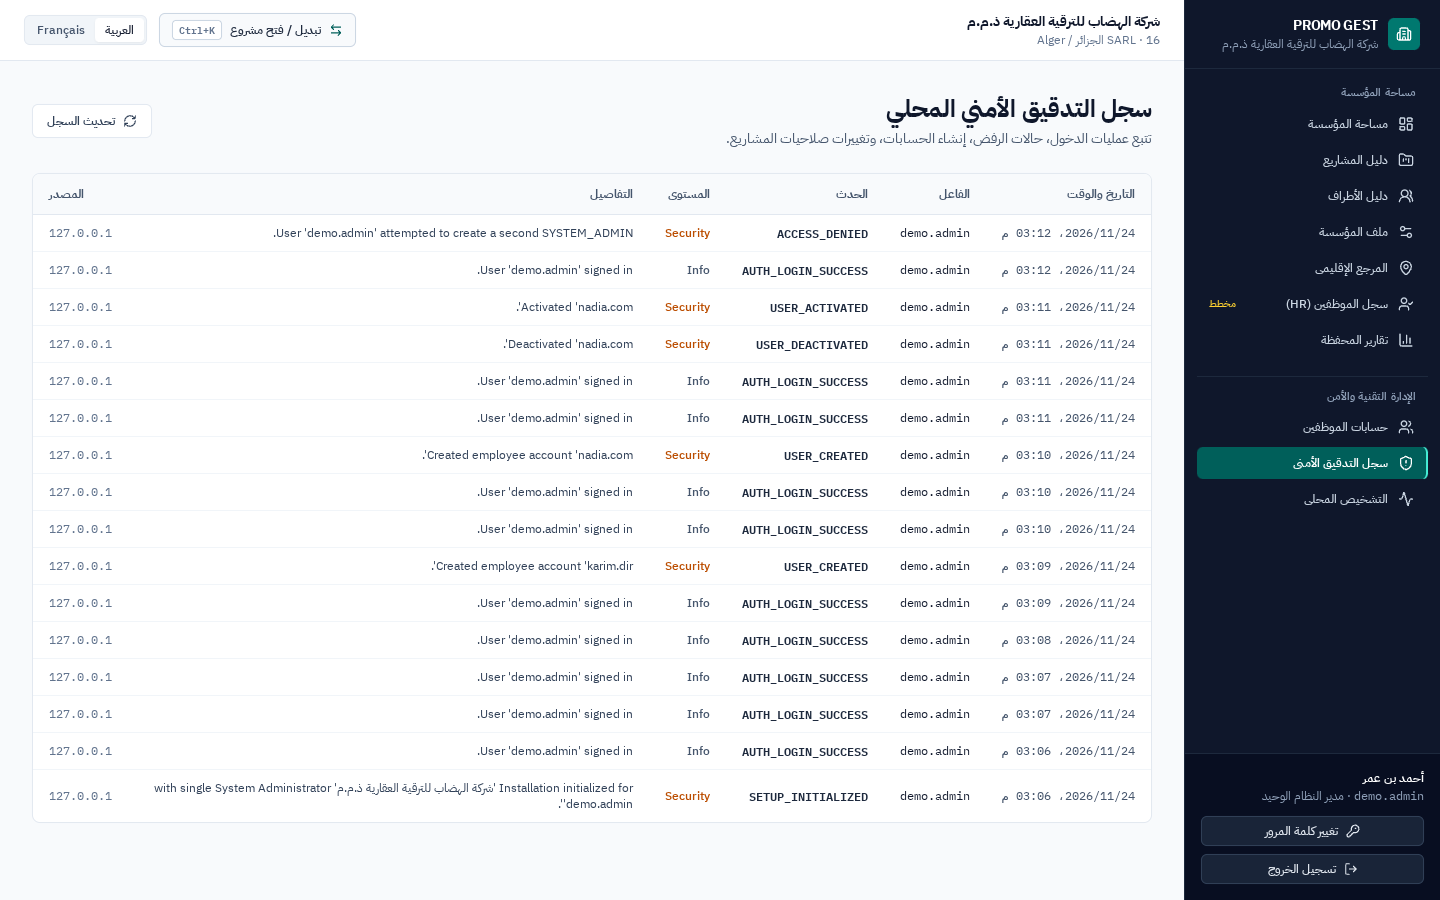 PROMO GEST
شركة الهضاب للترقية العقارية ذ.م.م
مساحة المؤسسة
مساحة المؤسسة
دليل المشاريع
دليل الأطراف
ملف المؤسسة
المرجع الإقليمي
سجل الموظفين (HR) مخطط
تقارير المحفظة
الإدارة التقنية والأمن
حسابات الموظفين
سجل التدقيق الأمني
التشخيص المحلي
أحمد بن عمر
demo.admin · مدير النظام الوحيد
تغيير كلمة المرور
تسجيل الخروج
شركة الهضاب للترقية العقارية ذ.م.م
SARL · 16 الجزائر / Alger
تبديل / فتح مشروع Ctrl+K
العربية Français
سجل التدقيق الأمني المحلي
تتبع عمليات الدخول، حالات الرفض، إنشاء الحسابات، وتغييرات صلاحيات المشاريع.
تحديث السجل
التاريخ والوقت الفاعل الحدث المستوى التفاصيل المصدر
2026/11/24، 03:12 م demo.admin ACCESS_DENIED Security User 'demo.admin' attempted to create a second SYSTEM_ADMIN. 127.0.0.1
2026/11/24، 03:12 م demo.admin AUTH_LOGIN_SUCCESS Info User 'demo.admin' signed in. 127.0.0.1
2026/11/24، 03:11 م demo.admin USER_ACTIVATED Security Activated 'nadia.com'. 127.0.0.1
2026/11/24، 03:11 م demo.admin USER_DEACTIVATED Security Deactivated 'nadia.com'. 127.0.0.1
2026/11/24، 03:11 م demo.admin AUTH_LOGIN_SUCCESS Info User 'demo.admin' signed in. 127.0.0.1
2026/11/24، 03:11 م demo.admin AUTH_LOGIN_SUCCESS Info User 'demo.admin' signed in. 127.0.0.1
2026/11/24، 03:10 م demo.admin USER_CREATED Security Created employee account 'nadia.com'. 127.0.0.1
2026/11/24، 03:10 م demo.admin AUTH_LOGIN_SUCCESS Info User 'demo.admin' signed in. 127.0.0.1
2026/11/24، 03:10 م demo.admin AUTH_LOGIN_SUCCESS Info User 'demo.admin' signed in. 127.0.0.1
2026/11/24، 03:09 م demo.admin USER_CREATED Security Created employee account 'karim.dir'. 127.0.0.1
2026/11/24، 03:09 م demo.admin AUTH_LOGIN_SUCCESS Info User 'demo.admin' signed in. 127.0.0.1
2026/11/24، 03:08 م demo.admin AUTH_LOGIN_SUCCESS Info User 'demo.admin' signed in. 127.0.0.1
2026/11/24، 03:07 م demo.admin AUTH_LOGIN_SUCCESS Info User 'demo.admin' signed in. 127.0.0.1
2026/11/24، 03:07 م demo.admin AUTH_LOGIN_SUCCESS Info User 'demo.admin' signed in. 127.0.0.1
2026/11/24، 03:06 م demo.admin AUTH_LOGIN_SUCCESS Info User 'demo.admin' signed in. 127.0.0.1
2026/11/24، 03:06 م demo.admin SETUP_INITIALIZED Security Installation initialized for 'شركة الهضاب للترقية العقارية ذ.م.م' with single System Administrator 127.0.0.1
'demo.admin'.